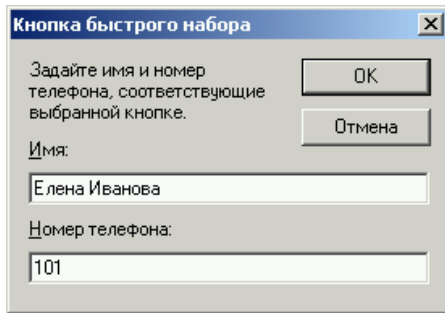 Кнопка быстрого набора
Задайте имя и номер
телефона, соответствующие
выбранной кнопке.
OK
Отмена
Имя:
Елена Иванова
Номер телефона:
101